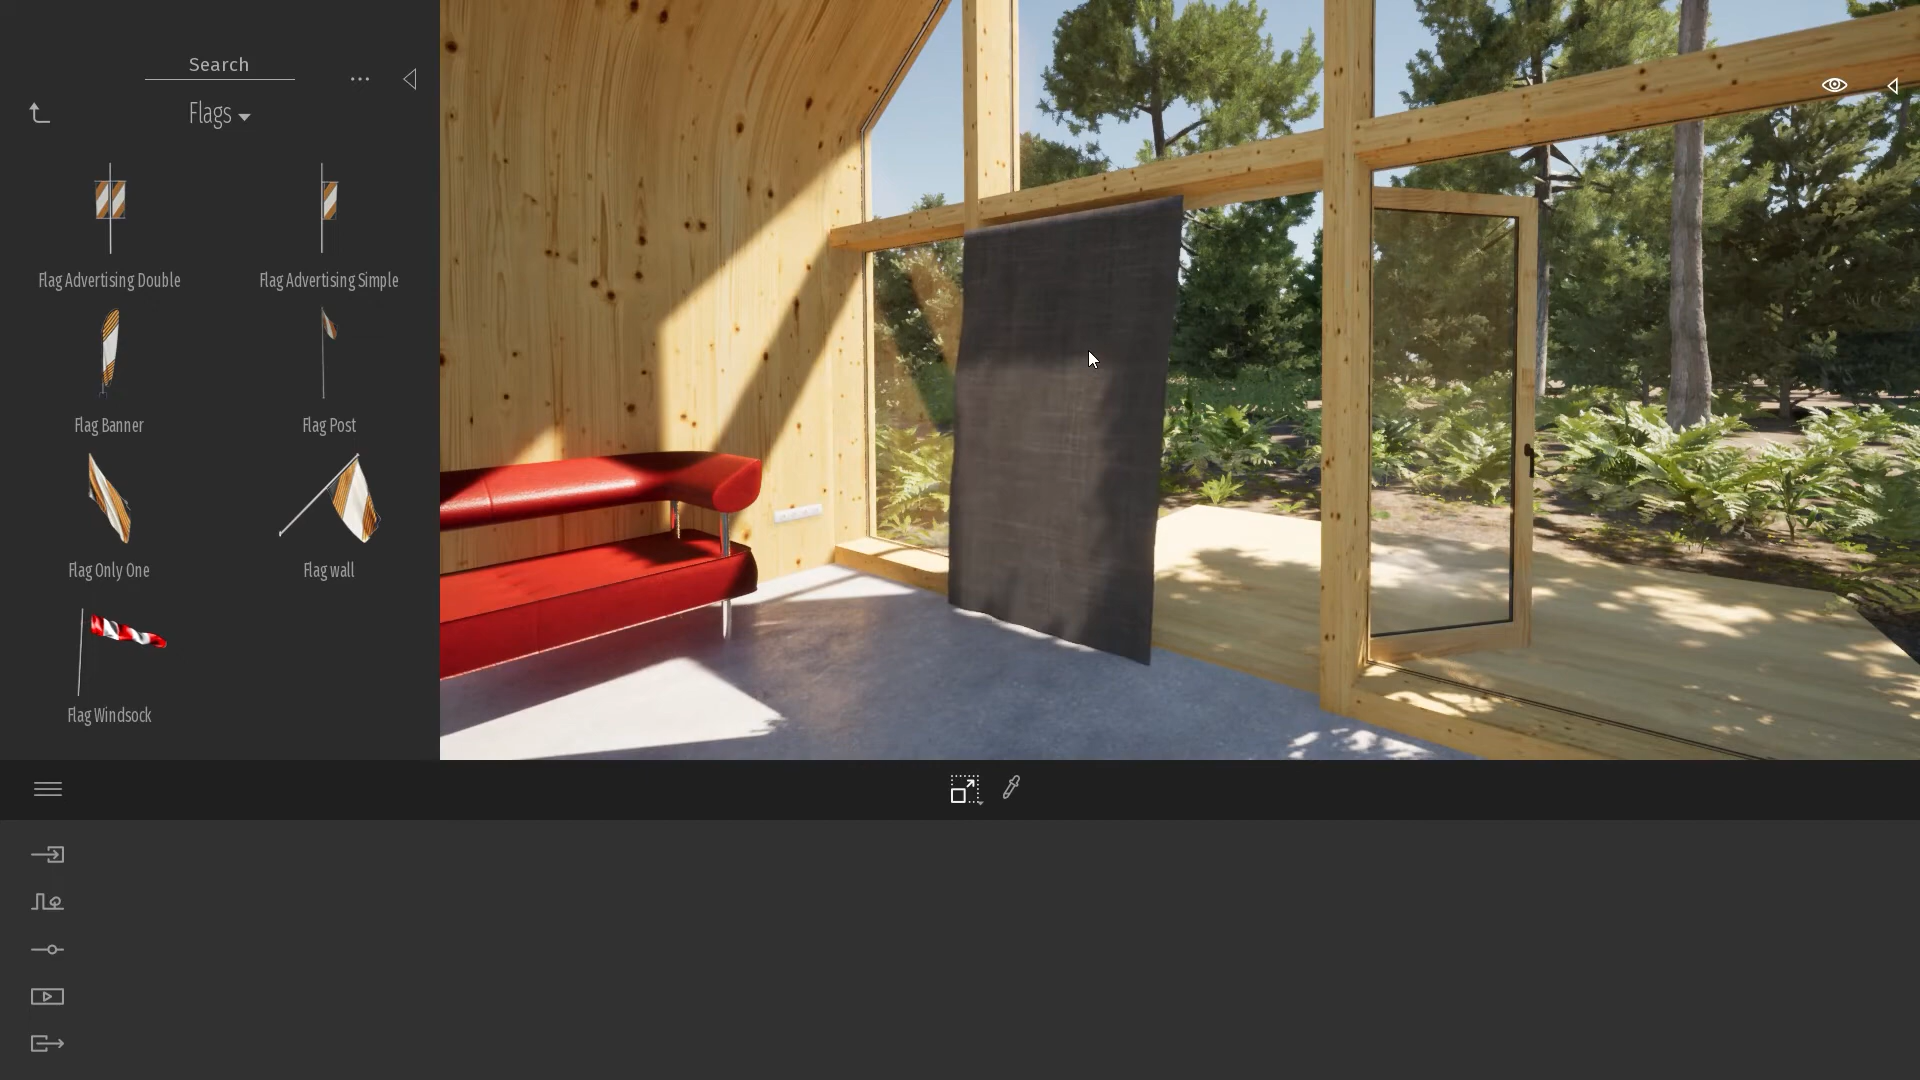 Search
Flags
Flag Advertising Double
Flag Advertising Simple
Flag Banner
Flag Post
Flag Only One
Flag wall
Flag Windsock